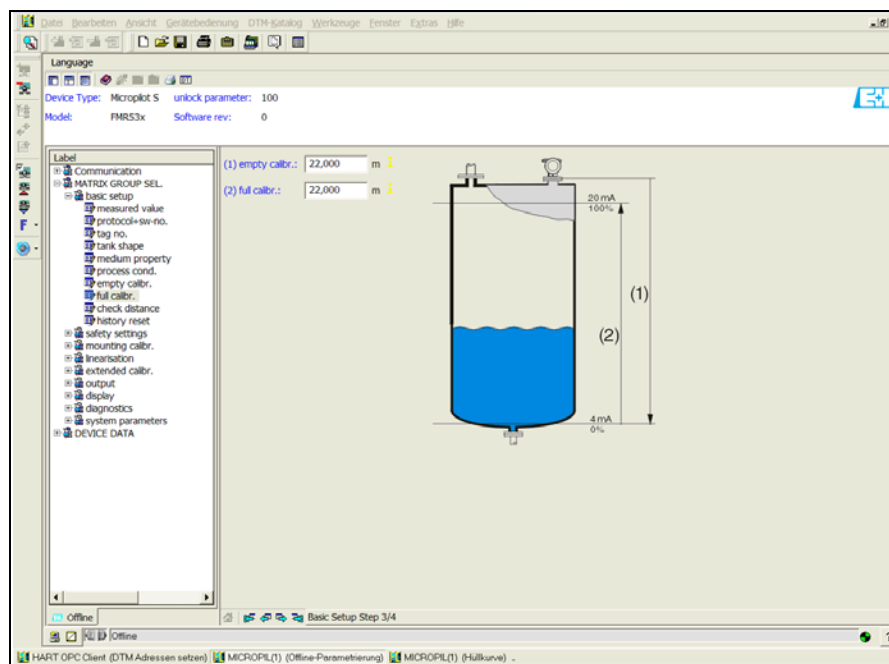 Datei Bearbeiten Ansicht Gerätebedienung DTM-Katalog Werkzeuge Fenster Extras Hilfe
Language
Device Type: Micropilot S unlock parameter: 100
Model: FMR53x Software rev: 0
E+H
Label
Communication
MATRIX GROUP SEL.
basic setup
measured value
protocol+sw-no.
tag no.
tank shape
medium property
process cond.
empty calibr.
full calibr.
check distance
history reset
safety settings
mounting calibr.
linearisation
extended calibr.
output
display
diagnostics
system parameters
DEVICE DATA
(1) empty calibr.: 22,000 m
(2) full calibr.: 22,000 m
20 mA
100%
(1)
(2)
4 mA
0%
Offline
Basic Setup Step 3/4
Offline
HART OPC Client (DTM Adressen setzen) MICROPIL(1) (Offline-Parametrierung) MICROPIL(1) (Hüllkurve)